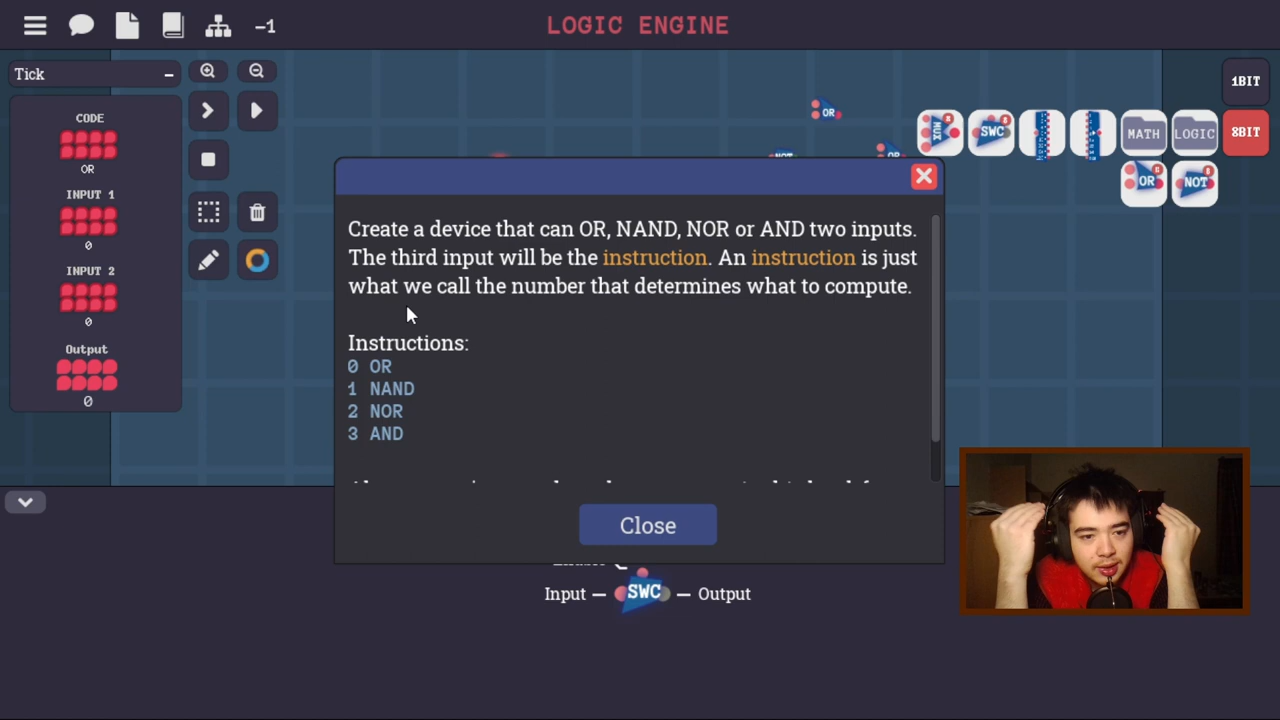 −1
LOGIC ENGINE
Tick
CODE
OR
INPUT 1
0
INPUT 2
0
Output
0
OR
MUX
SWC
MATH
LOGIC
1BIT
8BIT
OR
NOT
Create a device that can OR, NAND, NOR or AND two inputs.
The third input will be the instruction. An instruction is just
what we call the number that determines what to compute.
Instructions:
0 OR
1 NAND
2 NOR
3 AND
Close
Input
SWC
Output